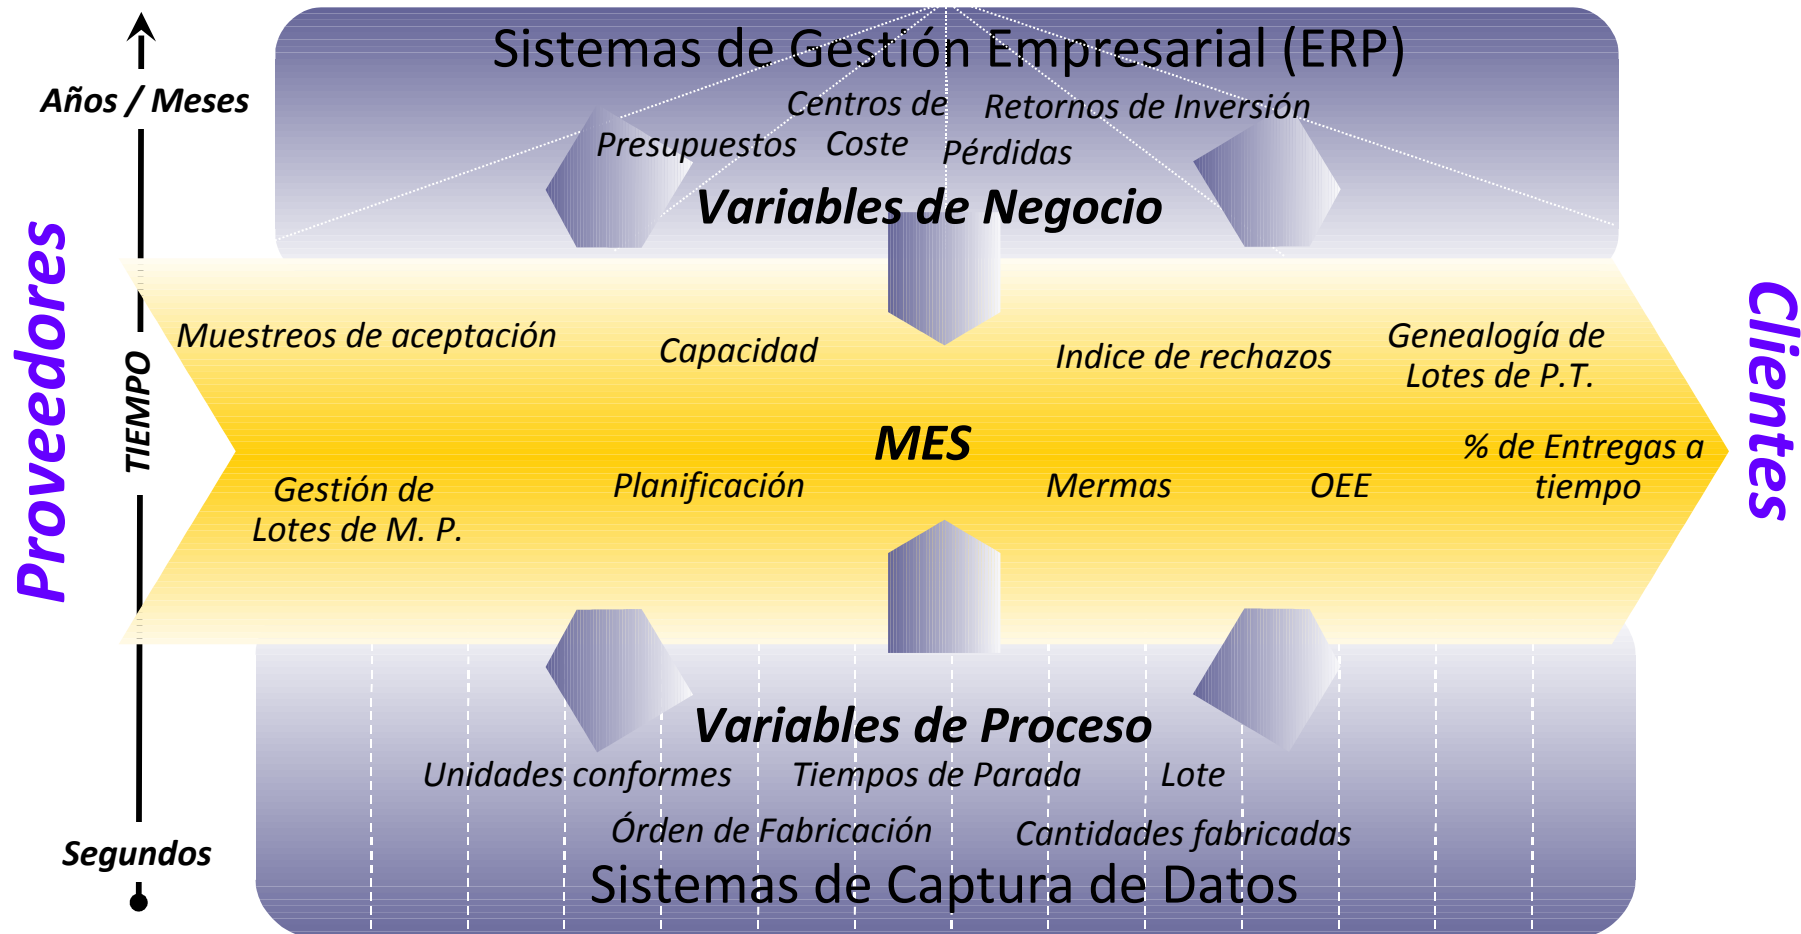 Sistemas de Gestión Empresarial (ERP)
Años / Meses
Centros de
Coste
Retornos de Inversión
Presupuestos
Pérdidas
Variables de Negocio
Proveedores
TIEMPO
Clientes
Muestreos de aceptación
Capacidad
Indice de rechazos
Genealogía de
Lotes de P.T.
MES
Gestión de
Lotes de M. P.
Planificación
Mermas
OEE
% de Entregas a
tiempo
Variables de Proceso
Unidades conformes
Tiempos de Parada
Lote
Órden de Fabricación
Cantidades fabricadas
Segundos
Sistemas de Captura de Datos